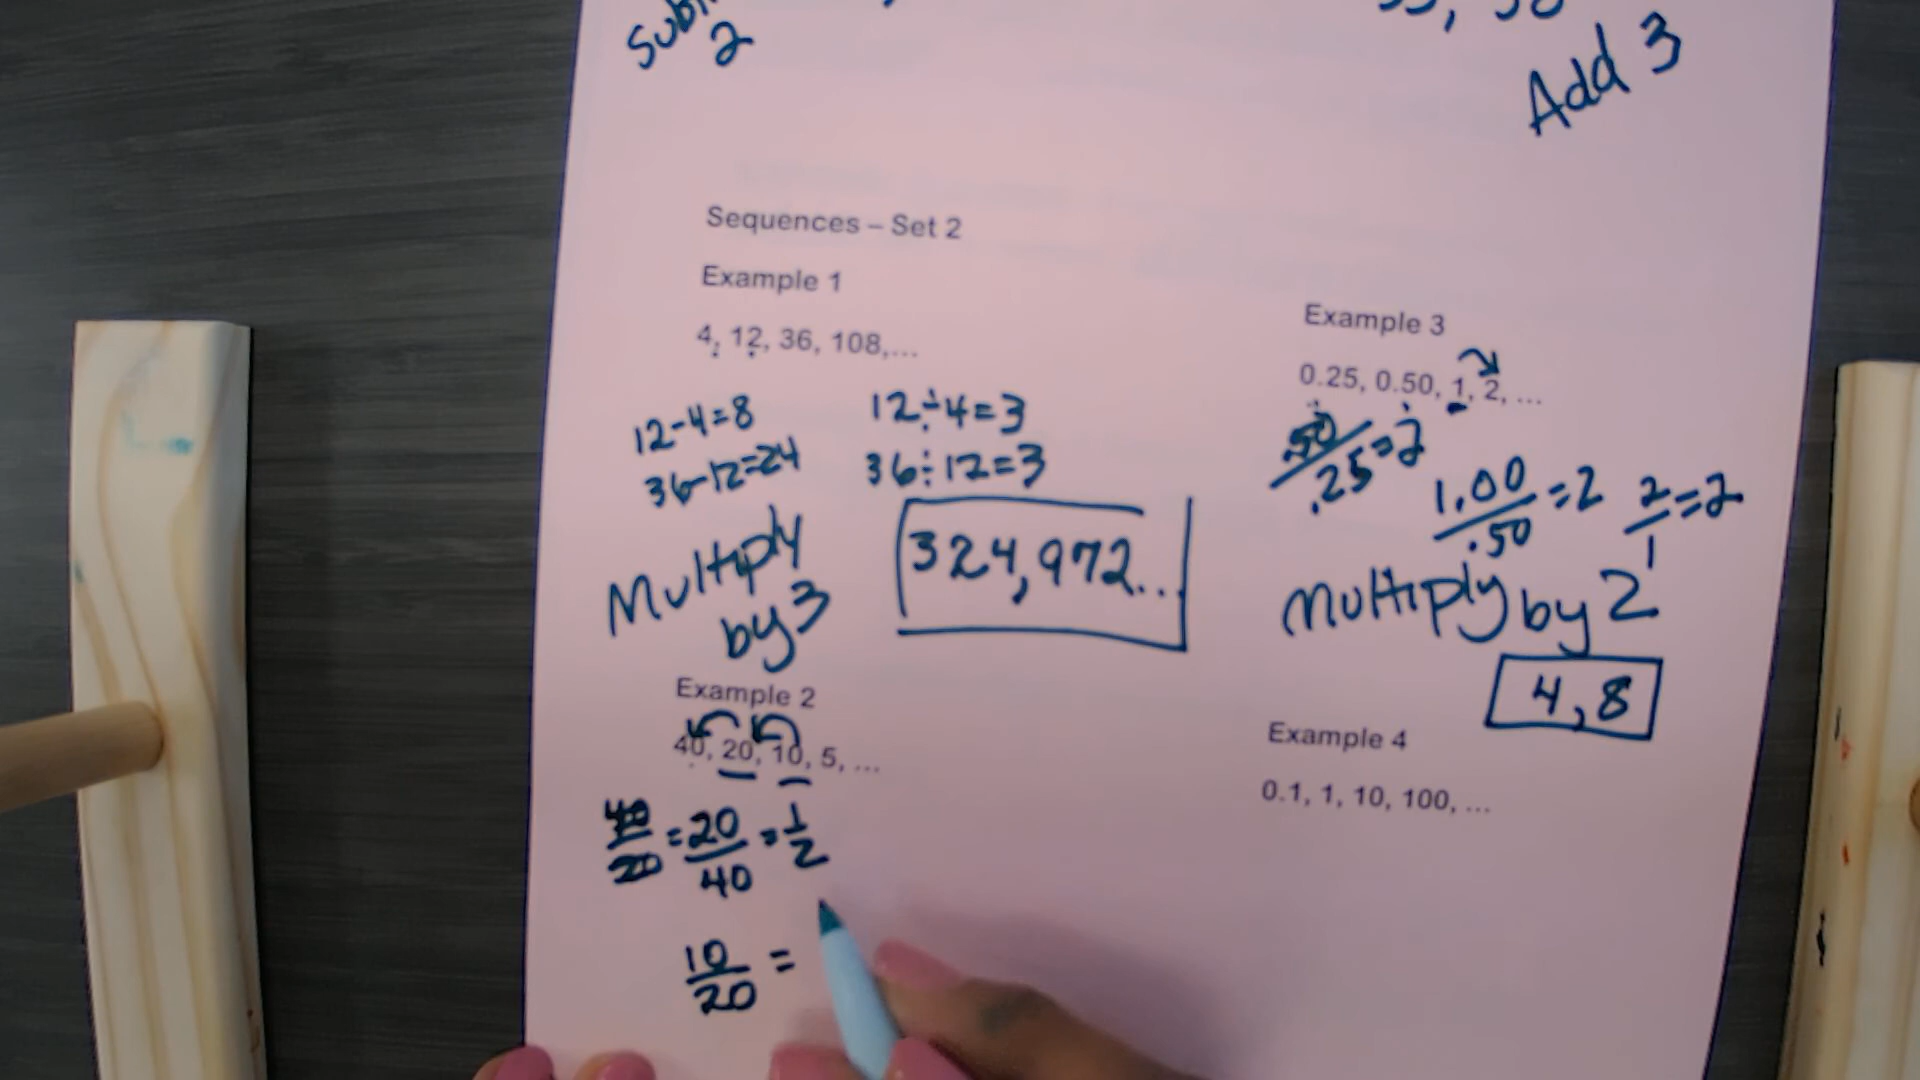 2
Add 3
Sequences – Set 2
Example 1
4, 12, 36, 108,...
12-4=8
36-12=24
12÷4=3
36÷12=3
Multiply
by 3
324,972...
Example 2
40, 20, 10, 5, ...
= 20/40 = 1/2
10/20 =
Example 3
0.25, 0.50, 1, 2, ...
.50/.25=2
1.00/.50=2
2/1=2
multiply by 2
4,8
Example 4
0.1, 1, 10, 100, ...